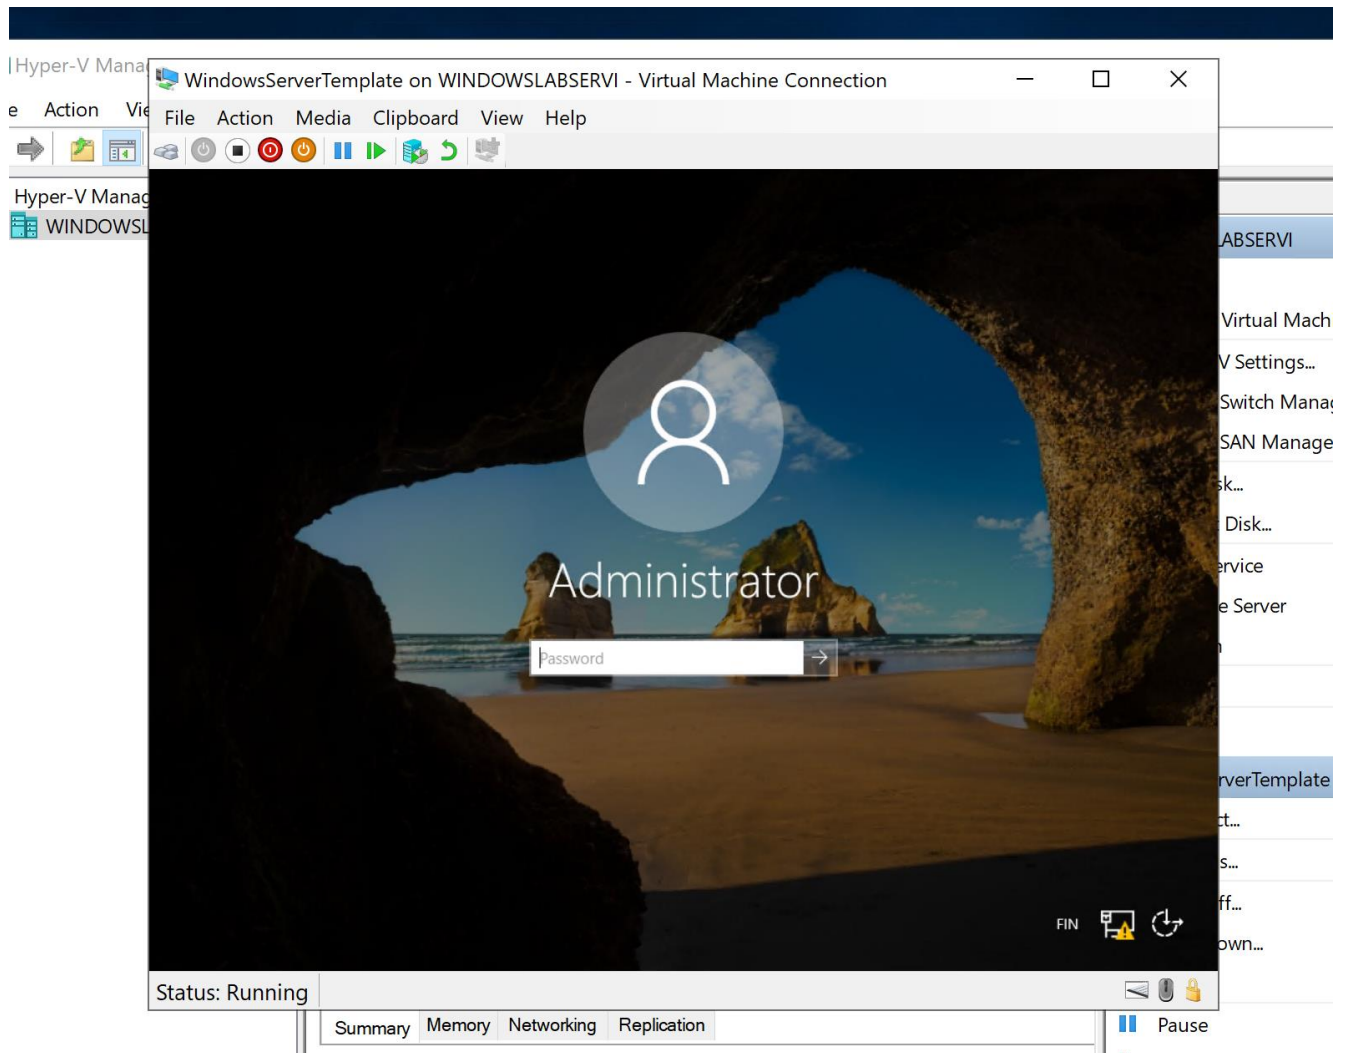 Hyper-V Mana
WindowsServerTemplate on WINDOWSLABSERVI - Virtual Machine Connection
e Action Vie
File Action Media Clipboard View Help
Hyper-V Manag
WINDOWSL
ABSERVI
Virtual Mach
V Settings...
Switch Manag
SAN Manage
sk...
Disk...
ervice
e Server
Administrator
Password
rverTemplate
ct...
s...
ff...
own...
FIN
Status: Running
Summary Memory Networking Replication
Pause